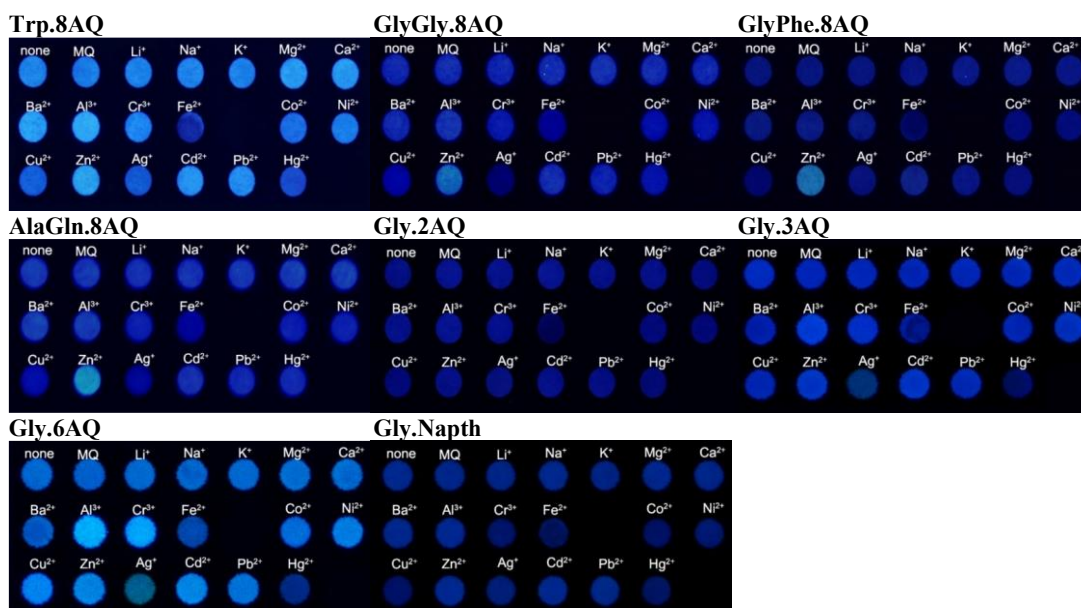 Trp.8AQ GlyGly.8AQ GlyPhe.8AQ
none MQ Li⁺ Na⁺ K⁺ Mg²⁺ Ca²⁺ none MQ Li⁺ Na⁺ K⁺ Mg²⁺ Ca²⁺ none MQ Li⁺ Na⁺ K⁺ Mg²⁺ Ca²⁺
Ba²⁺ Al³⁺ Cr³⁺ Fe²⁺ Co²⁺ Ni²⁺ Ba²⁺ Al³⁺ Cr³⁺ Fe²⁺ Co²⁺ Ni²⁺ Ba²⁺ Al³⁺ Cr³⁺ Fe²⁺ Co²⁺ Ni²⁺
Cu²⁺ Zn²⁺ Ag⁺ Cd²⁺ Pb²⁺ Hg²⁺ Cu²⁺ Zn²⁺ Ag⁺ Cd²⁺ Pb²⁺ Hg²⁺ Cu²⁺ Zn²⁺ Ag⁺ Cd²⁺ Pb²⁺ Hg²⁺
AlaGln.8AQ Gly.2AQ Gly.3AQ
none MQ Li⁺ Na⁺ K⁺ Mg²⁺ Ca²⁺ none MQ Li⁺ Na⁺ K⁺ Mg²⁺ Ca²⁺ none MQ Li⁺ Na⁺ K⁺ Mg²⁺ Ca²
Ba²⁺ Al³⁺ Cr³⁺ Fe²⁺ Co²⁺ Ni²⁺ Ba²⁺ Al³⁺ Cr³⁺ Fe²⁺ Co²⁺ Ni²⁺ Ba²⁺ Al³⁺ Cr³⁺ Fe²⁺ Co²⁺ Ni²⁺
Cu²⁺ Zn²⁺ Ag⁺ Cd²⁺ Pb²⁺ Hg²⁺ Cu²⁺ Zn²⁺ Ag⁺ Cd²⁺ Pb²⁺ Hg²⁺ Cu²⁺ Zn²⁺ Ag⁺ Cd²⁺ Pb²⁺ Hg²⁺
Gly.6AQ Gly.Napth
none MQ Li⁺ Na⁺ K⁺ Mg²⁺ Ca²⁺ none MQ Li⁺ Na⁺ K⁺ Mg²⁺ Ca²⁺
Ba²⁺ Al³⁺ Cr³⁺ Fe²⁺ Co²⁺ Ni²⁺ Ba²⁺ Al³⁺ Cr³⁺ Fe²⁺ Co²⁺ Ni²⁺
Cu²⁺ Zn²⁺ Ag⁺ Cd²⁺ Pb²⁺ Hg²⁺ Cu²⁺ Zn²⁺ Ag⁺ Cd²⁺ Pb²⁺ Hg²⁺